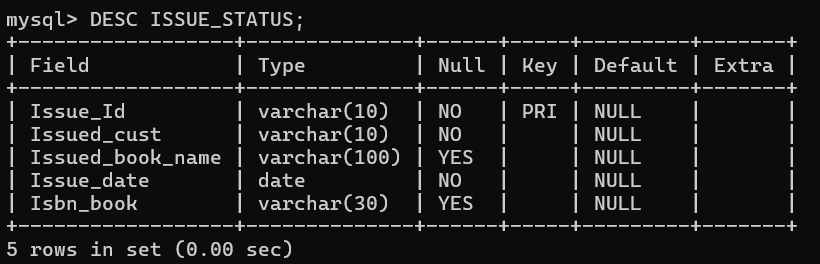 mysql> DESC ISSUE_STATUS;
+-------------------+--------------+------+-----+---------+-------+
| Field             | Type         | Null | Key | Default | Extra |
+-------------------+--------------+------+-----+---------+-------+
| Issue_Id          | varchar(10)  | NO   | PRI | NULL    |       |
| Issued_cust       | varchar(10)  | NO   |     | NULL    |       |
| Issued_book_name | varchar(100) | YES  |     | NULL    |       |
| Issue_date        | date         | NO   |     | NULL    |       |
| Isbn_book         | varchar(30)  | YES  |     | NULL    |       |
+-------------------+--------------+------+-----+---------+-------+
5 rows in set (0.00 sec)